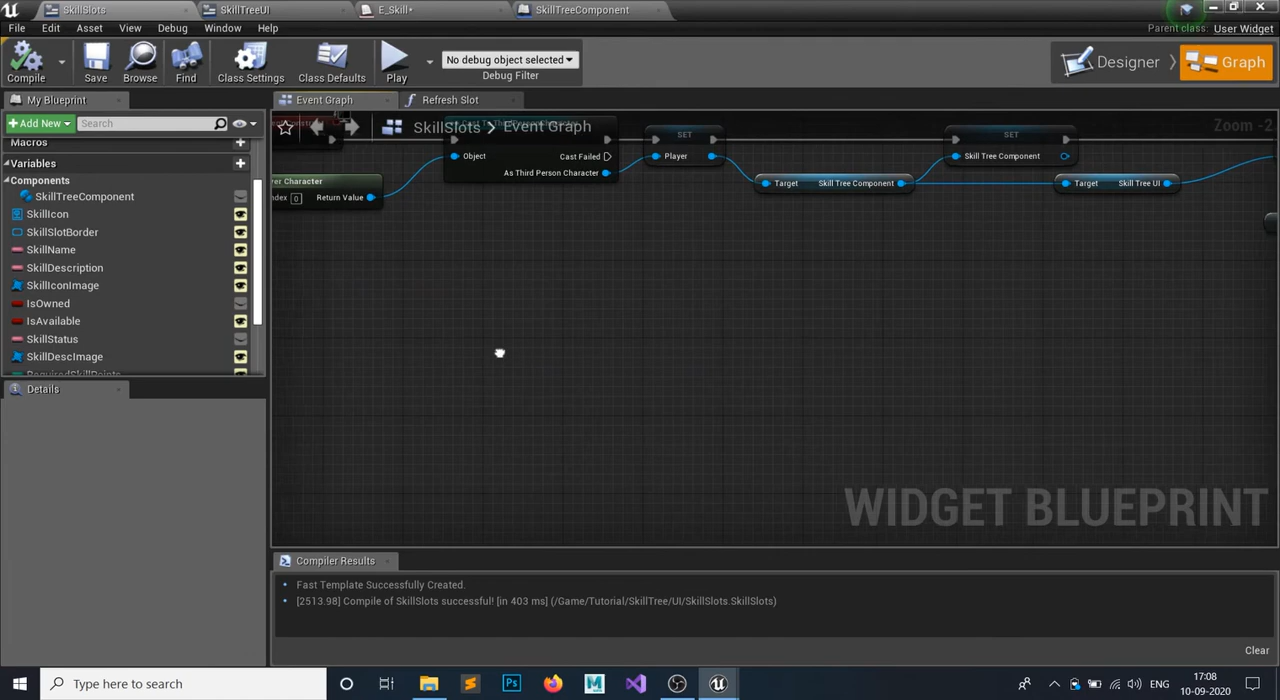 SkillSlots
SkillTreeUI
E_Skill*
SkillTreeComponent
File Edit Asset View Debug Window Help
Parent class: User Widget
Compile
Save
Browse
Find
Class Settings
Class Defaults
Play
No debug object selected
Debug Filter
Designer
Graph
My Blueprint
Event Graph
Refresh Slot
Add New
Search
SkillSlots > Event Graph
Zoom -2
Macros
Variables
Components
SkillTreeComponent
SkillIcon
SkillSlotBorder
SkillName
SkillDescription
SkillIconImage
IsOwned
IsAvailable
SkillStatus
SkillDescImage
RequiredSkillPoints
Details
Object
Cast Failed
As Third Person Character
Character
0
Return Value
SET
Player
Target Skill Tree Component
SET
Skill Tree Component
Target Skill Tree UI
WIDGET BLUEPRINT
Compiler Results
Fast Template Successfully Created.
[2513.98] Compile of SkillSlots successful! [in 403 ms] (/Game/Tutorial/SkillTree/UI/SkillSlots.SkillSlots)
Clear
Type here to search
Ps
ENG
17:08
10-09-2020